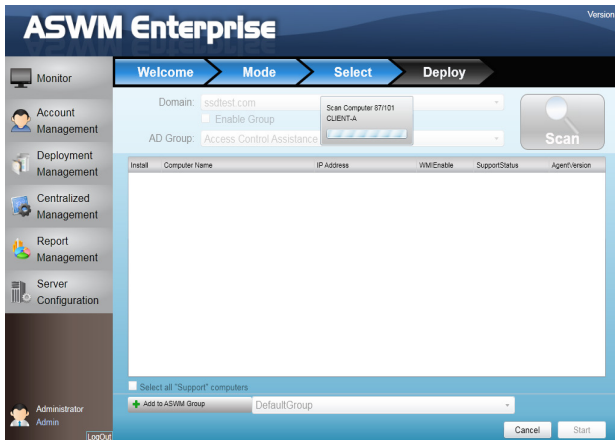 ASWM Enterprise
Version
Monitor
Account
Management
Deployment
Management
Centralized
Management
Report
Management
Server
Configuration
Administrator
Admin
LogOut
Welcome
Mode
Select
Deploy
Domain: ssdtest.com
Enable Group
AD Group: Access Control Assistance
Scan Computer 87/101
CLIENT-A
Scan
Install Computer Name IP Address WMIEnable SupportStatus AgentVersion
Select all "Support" computers
Add to ASWM Group DefaultGroup
Cancel Start